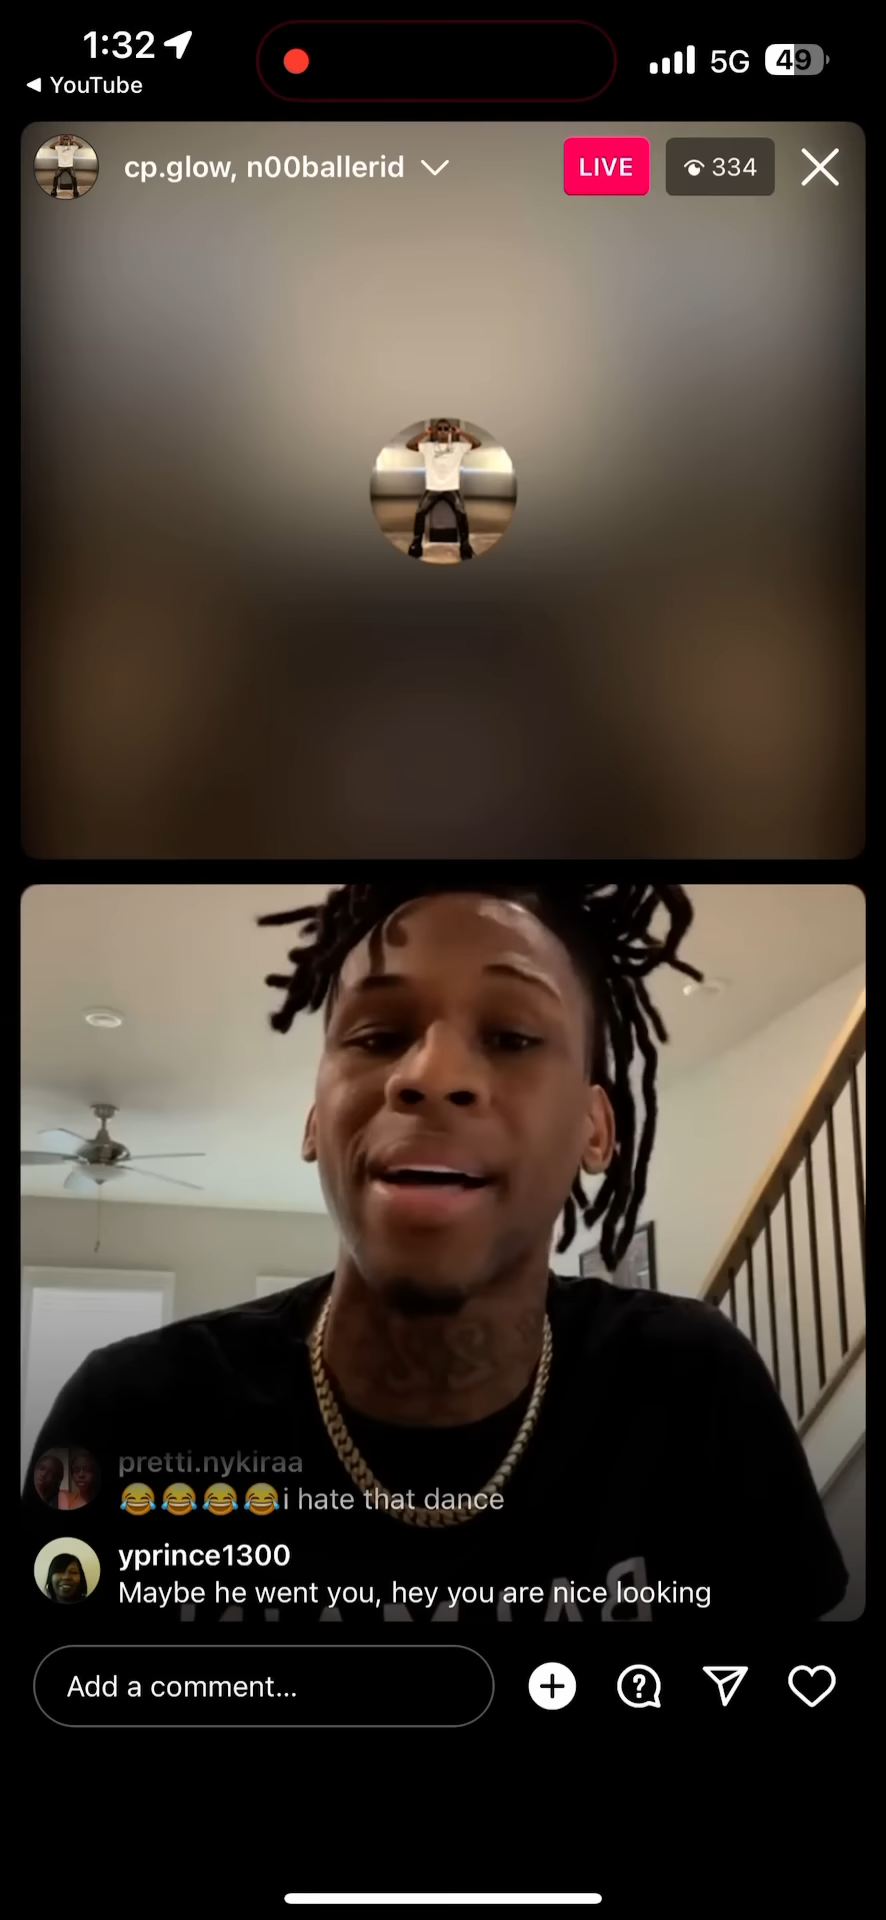 1:32
5G
49
◀ YouTube
cp.glow, n00ballerid
LIVE
334
pretti.nykiraa
😂😂😂😂i hate that dance
yprince1300
Maybe he went you, hey you are nice looking
Add a comment...